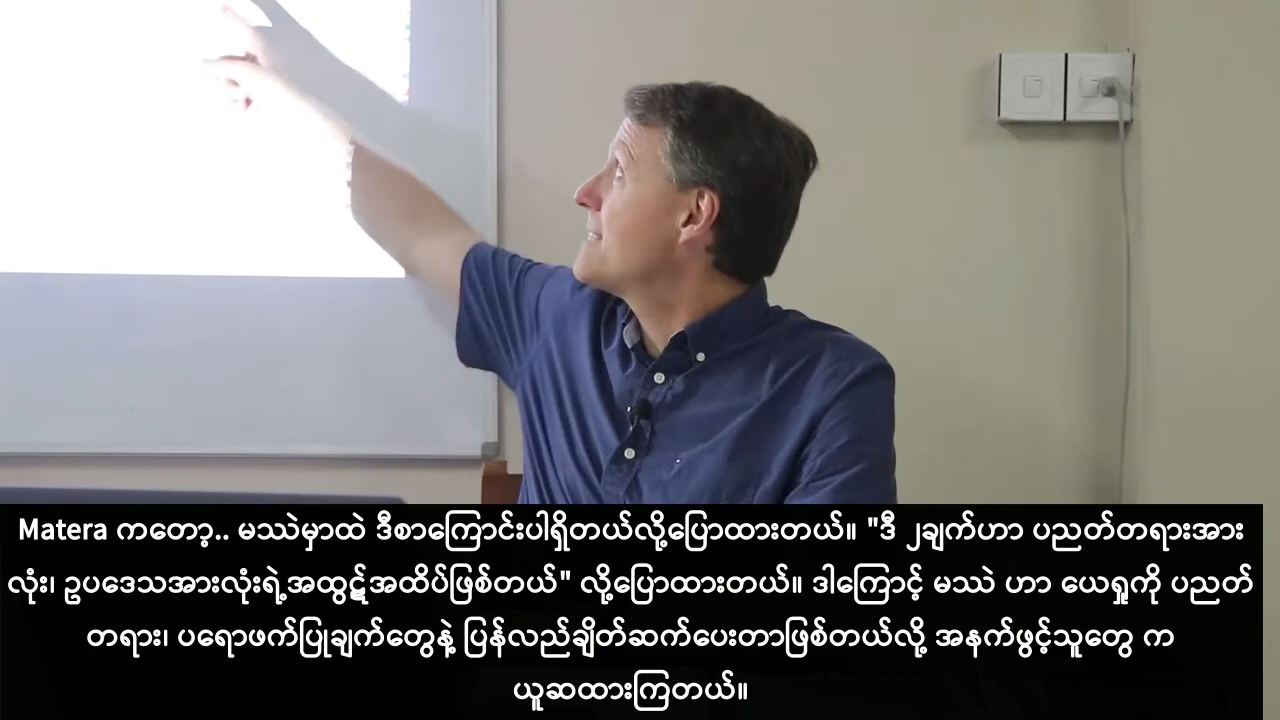 Matera ကတော့.. မဿဲမှာထဲ ဒီစာကြောင်းပါရှိတယ်လို့ပြောထားတယ်။ "ဒီ ၂ချက်ဟာ ပညတ်တရားအား
လုံး၊ ဥပဒေသအားလုံးရဲ့အထွဋ်အထိပ်ဖြစ်တယ်" လို့ပြောထားတယ်။ ဒါကြောင့် မဿဲ ဟာ ယေရှုကို ပညတ်
တရား၊ ပရောဖက်ပြုချက်တွေနဲ့ ပြန်လည်ချိတ်ဆက်ပေးတာဖြစ်တယ်လို့ အနက်ဖွင့်သူတွေ က
ယူဆထားကြတယ်။